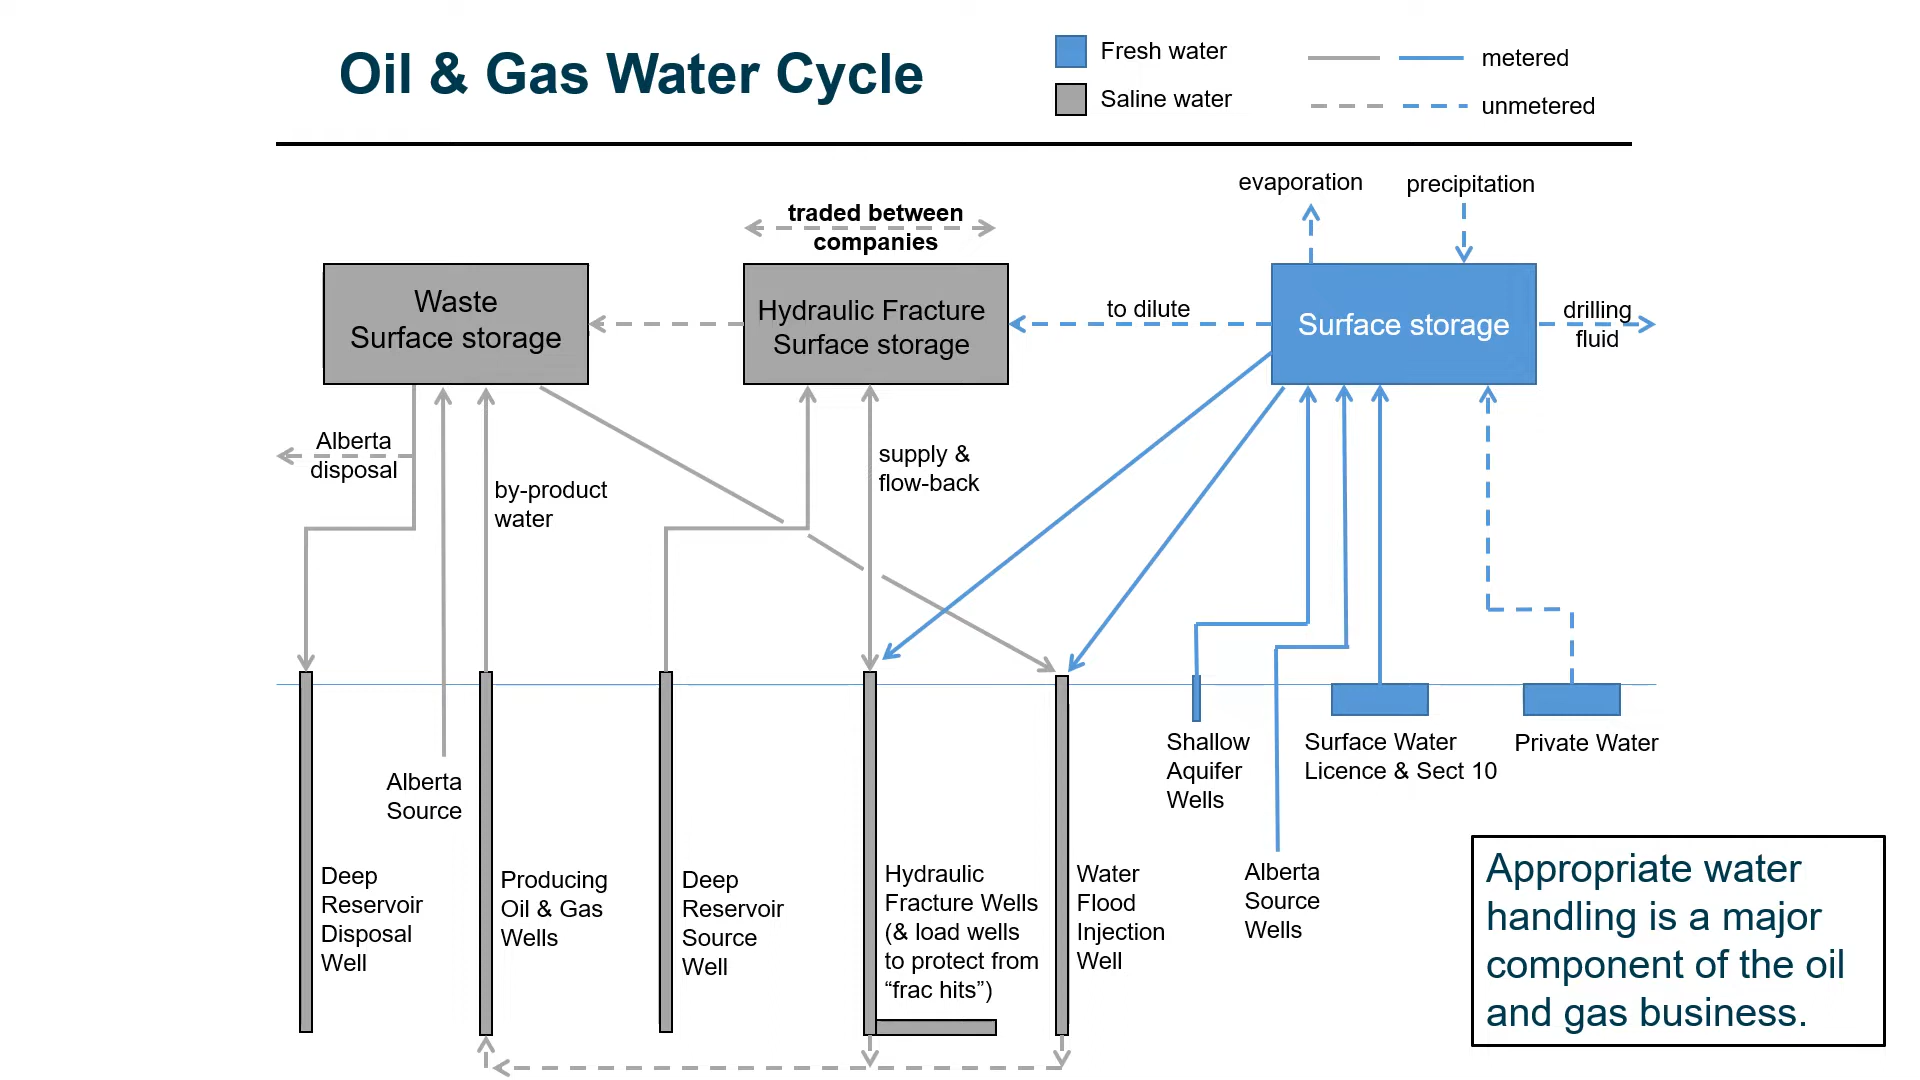 Oil & Gas Water Cycle
Fresh water
Saline water
metered
unmetered
evaporation
precipitation
traded between
companies
Waste
Surface storage
Hydraulic Fracture
Surface storage
to dilute
Surface storage
drilling
fluid
Alberta
disposal
by-product
water
supply &
flow-back
Alberta
Source
Shallow
Aquifer
Wells
Surface Water
Licence & Sect 10
Private Water
Deep
Reservoir
Disposal
Well
Producing
Oil & Gas
Wells
Deep
Reservoir
Source
Well
Hydraulic
Fracture Wells
(& load wells
to protect from
“frac hits”)
Water
Flood
Injection
Well
Alberta
Source
Wells
Appropriate water
handling is a major
component of the oil
and gas business.